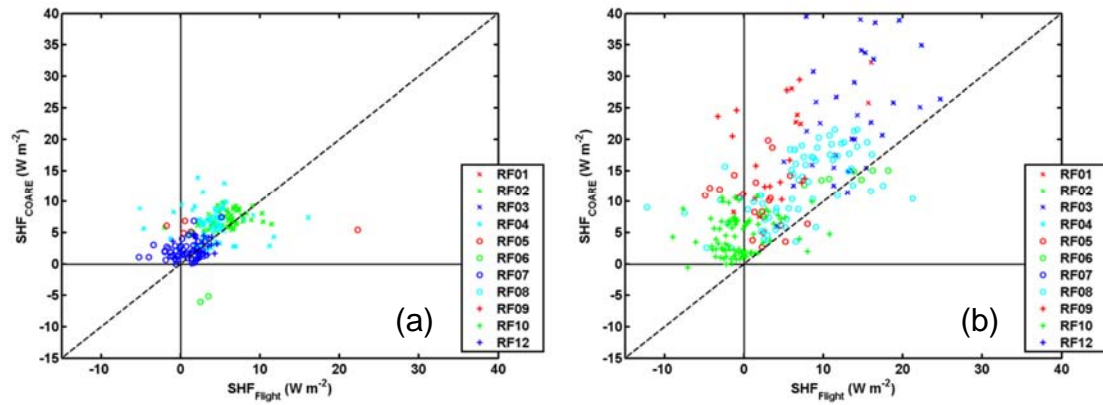 40
35
30
25
20
15
10
5
0
-5
-10
-15
SHF_COARE (W m-2)
-10 0 10 20 30 40
SHF_Flight (W m-2)
RF01
RF02
RF03
RF04
RF05
RF06
RF07
RF08
RF09
RF10
RF12
(a)
40
35
30
25
20
15
10
5
0
-5
-10
-15
SHF_COARE (W m-2)
-10 0 10 20 30 40
SHF_Flight (W m-2)
RF01
RF02
RF03
RF04
RF05
RF06
RF07
RF08
RF09
RF10
RF12
(b)